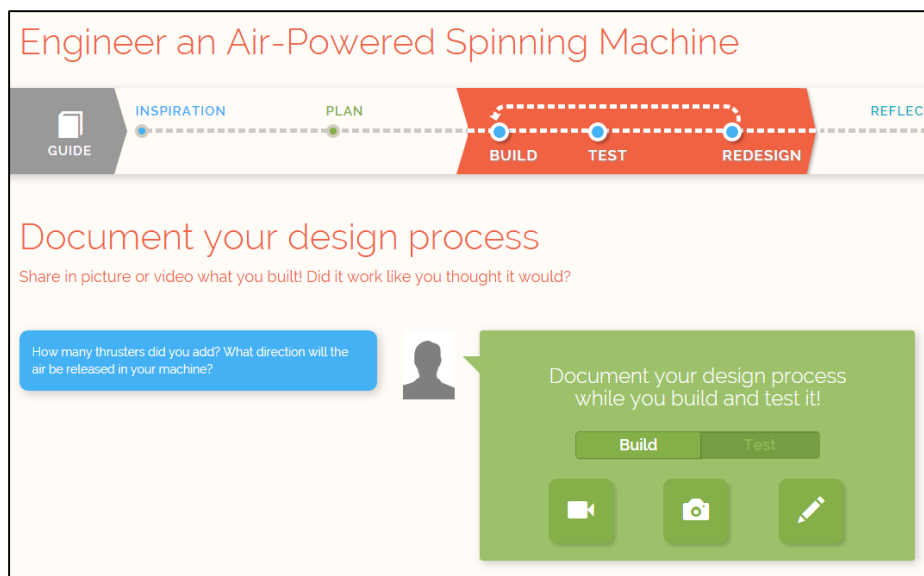 Engineer an Air-Powered Spinning Machine
GUIDE
INSPIRATION
PLAN
BUILD
TEST
REDESIGN
REFLEC
Document your design process
Share in picture or video what you built! Did it work like you thought it would?
How many thrusters did you add? What direction will the
air be released in your machine?
Document your design process
while you build and test it!
Build
Test